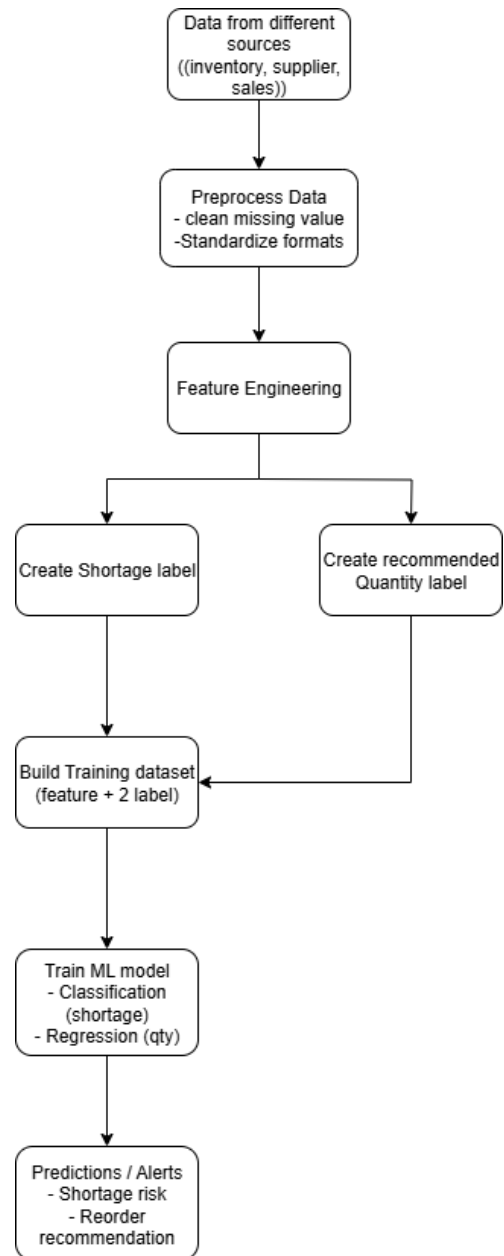 Data from different
sources
((inventory, supplier,
sales))
Preprocess Data
- clean missing value
-Standardize formats
Feature Engineering
Create Shortage label
Create recommended
Quantity label
Build Training dataset
(feature + 2 label)
Train ML model
- Classification
(shortage)
- Regression (qty)
Predictions / Alerts
- Shortage risk
- Reorder
recommendation